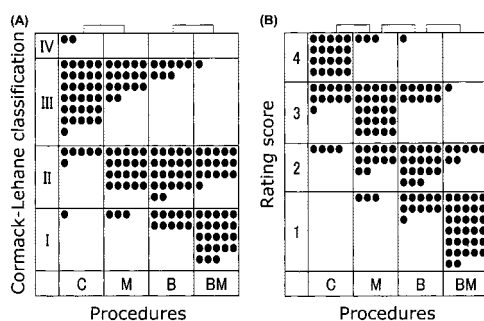 (A)
Cormack-Lehane classification
IV
III
II
I
C M B BM
Procedures
(B)
Rating score
4
3
2
1
C M B BM
Procedures